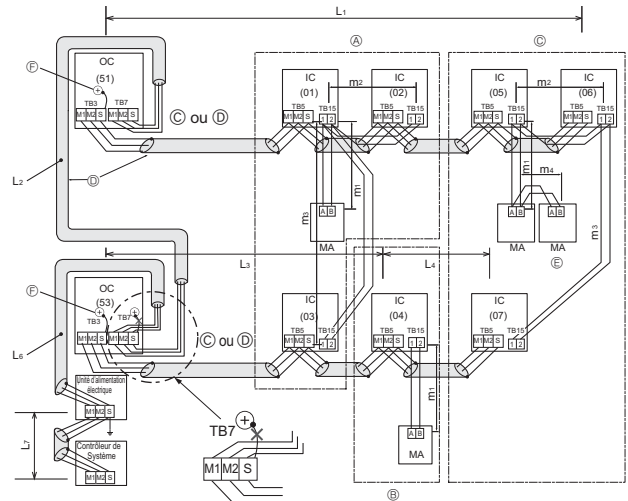 L1
Ⓐ
Ⓒ
Ⓕ
OC
(51)
TB3 TB7
M1 M2 S M1 M2 S
Ⓒ ou Ⓓ
IC
(01)
TB5 TB15
M1 M2 S 1 2
m2
IC
(02)
TB5 TB15
M1 M2 S 1 2
IC
(05)
TB5 TB15
M1 M2 S 1 2
m2
IC
(06)
TB5 TB15
M1 M2 S 1 2
L2
Ⓓ
m1
m3
A B
MA
m1
m4
A B
MA
A B
MA
Ⓔ
m3
L3
L4
Ⓕ
OC
(53)
TB3 TB7
M1 M2 S M1 M2 S
Ⓒ ou Ⓓ
IC
(03)
TB5 TB15
M1 M2 S 1 2
IC
(04)
TB5 TB15
M1 M2 S 1 2
IC
(07)
TB5 TB15
M1 M2 S 1 2
L6
Unité d'alimentation
électrique
M1 M2 S
L7
Contrôleur de
Système
M1 M2 S
TB7
M1 M2 S
m1
A B
MA
Ⓑ